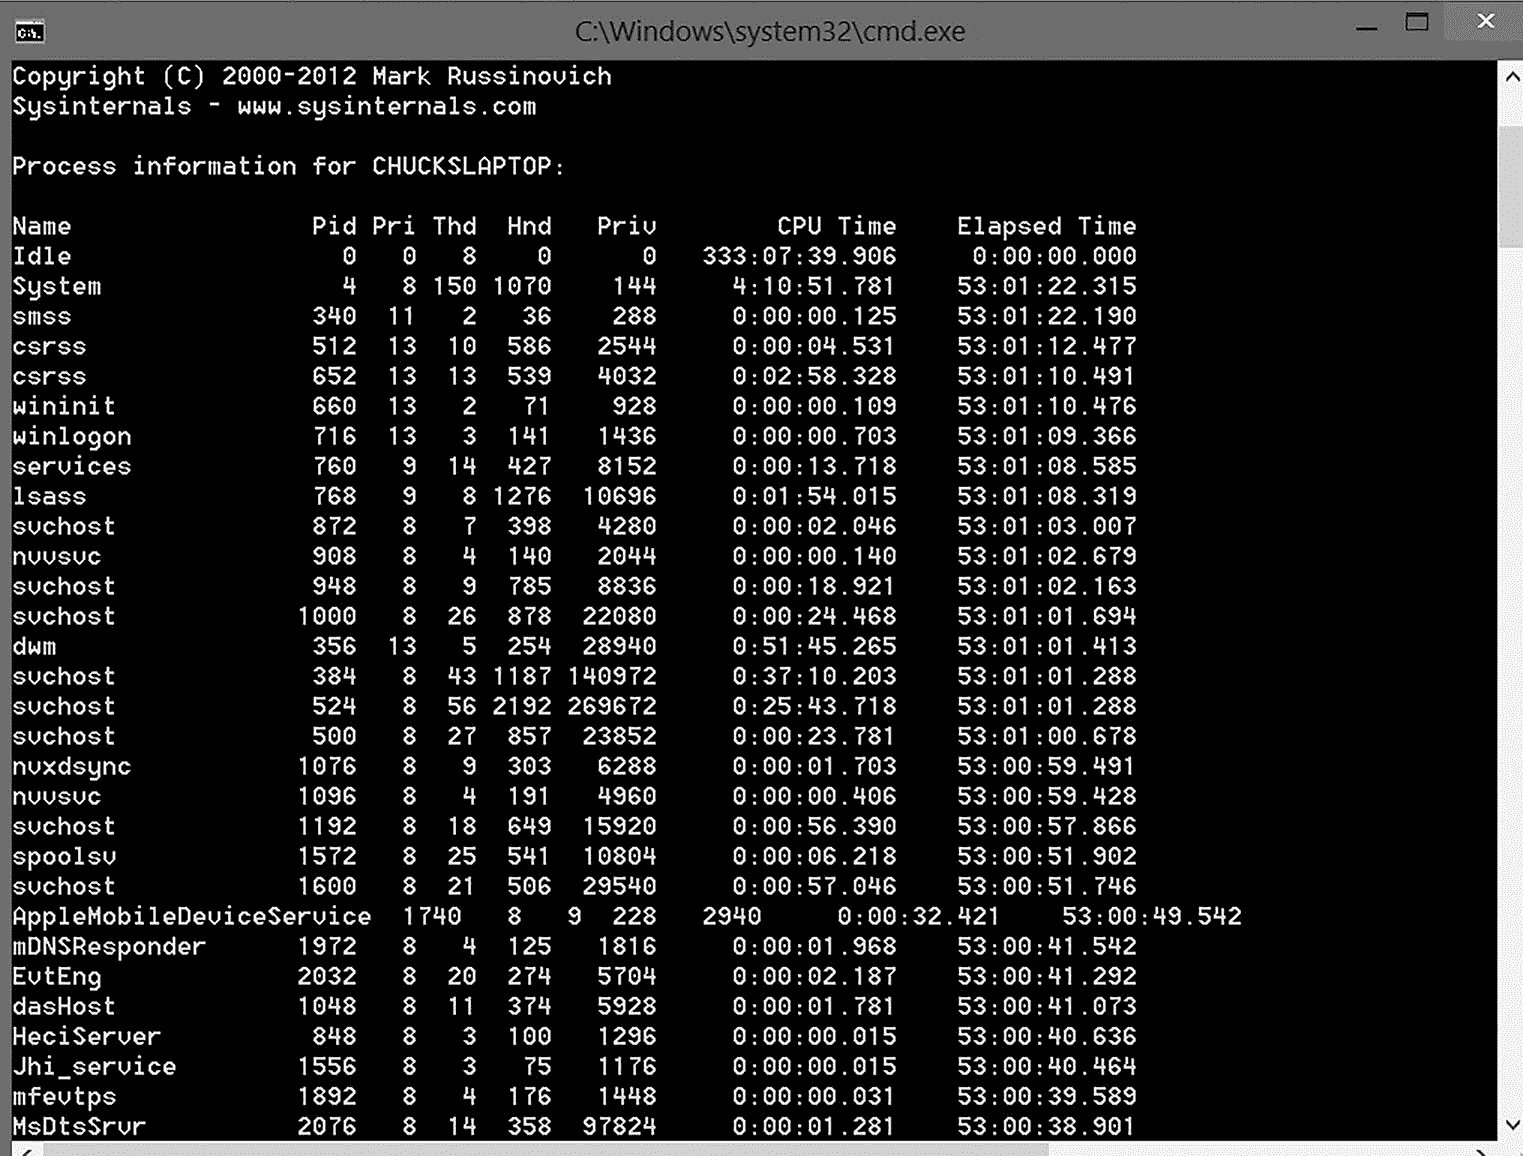 C:\Windows\system32\cmd.exe
Copyright (C) 2000-2012 Mark Russinovich
Sysinternals - www.sysinternals.com
Process information for CHUCKSLAPTOP:
Name Pid Pri Thd Hnd Priv CPU Time Elapsed Time
Idle 0 0 8 0 0 333:07:39.906 0:00:00.000
System 4 8 150 1070 144 4:10:51.781 53:01:22.315
smss 340 11 2 36 288 0:00:00.125 53:01:22.190
csrss 512 13 10 586 2544 0:00:04.531 53:01:12.477
csrss 652 13 13 539 4032 0:02:58.328 53:01:10.491
wininit 660 13 2 71 928 0:00:00.109 53:01:10.476
winlogon 716 13 3 141 1436 0:00:00.703 53:01:09.366
services 760 9 14 427 8152 0:00:13.718 53:01:08.585
lsass 768 9 8 1276 10696 0:01:54.015 53:01:08.319
svchost 872 8 7 398 4280 0:00:02.046 53:01:03.007
nvvsvc 908 8 4 140 2044 0:00:00.140 53:01:02.679
svchost 948 8 9 785 8836 0:00:18.921 53:01:02.163
svchost 1000 8 26 878 22080 0:00:24.468 53:01:01.694
dwm 356 13 5 254 28940 0:51:45.265 53:01:01.413
svchost 384 8 43 1187 140972 0:37:10.203 53:01:01.288
svchost 524 8 56 2192 269672 0:25:43.718 53:01:01.288
svchost 500 8 27 857 23852 0:00:23.781 53:01:00.678
nvxdsync 1076 8 9 303 6288 0:00:01.703 53:00:59.491
nvvsvc 1096 8 4 191 4960 0:00:00.406 53:00:59.428
svchost 1192 8 18 649 15920 0:00:56.390 53:00:57.866
spoolsv 1572 8 25 541 10804 0:00:06.218 53:00:51.902
svchost 1600 8 21 506 29540 0:00:57.046 53:00:51.746
AppleMobileDeviceService 1740 8 9 228 2940 0:00:32.421 53:00:49.542
mDNSResponder 1972 8 4 125 1816 0:00:01.968 53:00:41.542
EvtEng 2032 8 20 274 5704 0:00:02.187 53:00:41.292
dasHost 1048 8 11 374 5928 0:00:01.781 53:00:41.073
HeciServer 848 8 3 100 1296 0:00:00.015 53:00:40.636
Jhi_service 1556 8 3 75 1176 0:00:00.015 53:00:40.464
mfevtps 1892 8 4 176 1448 0:00:00.031 53:00:39.589
MsDtsSrvr 2076 8 14 358 97824 0:00:01.281 53:00:38.901